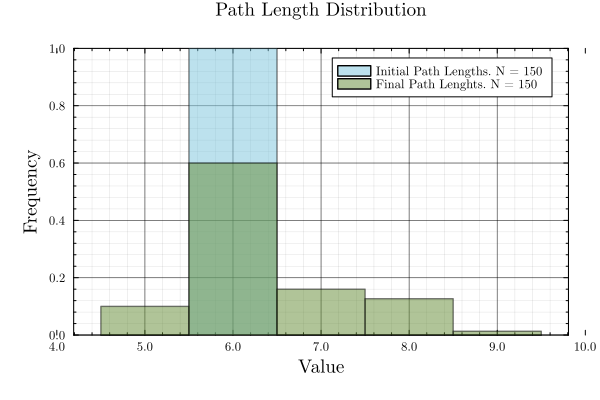 Path Length Distribution
1.0
0.8
0.6
0.4
0.2
0.0
Frequency
Initial Path Lengths. N = 150
Final Path Lenghts. N = 150
4.0 5.0 6.0 7.0 8.0 9.0 10.0
Value